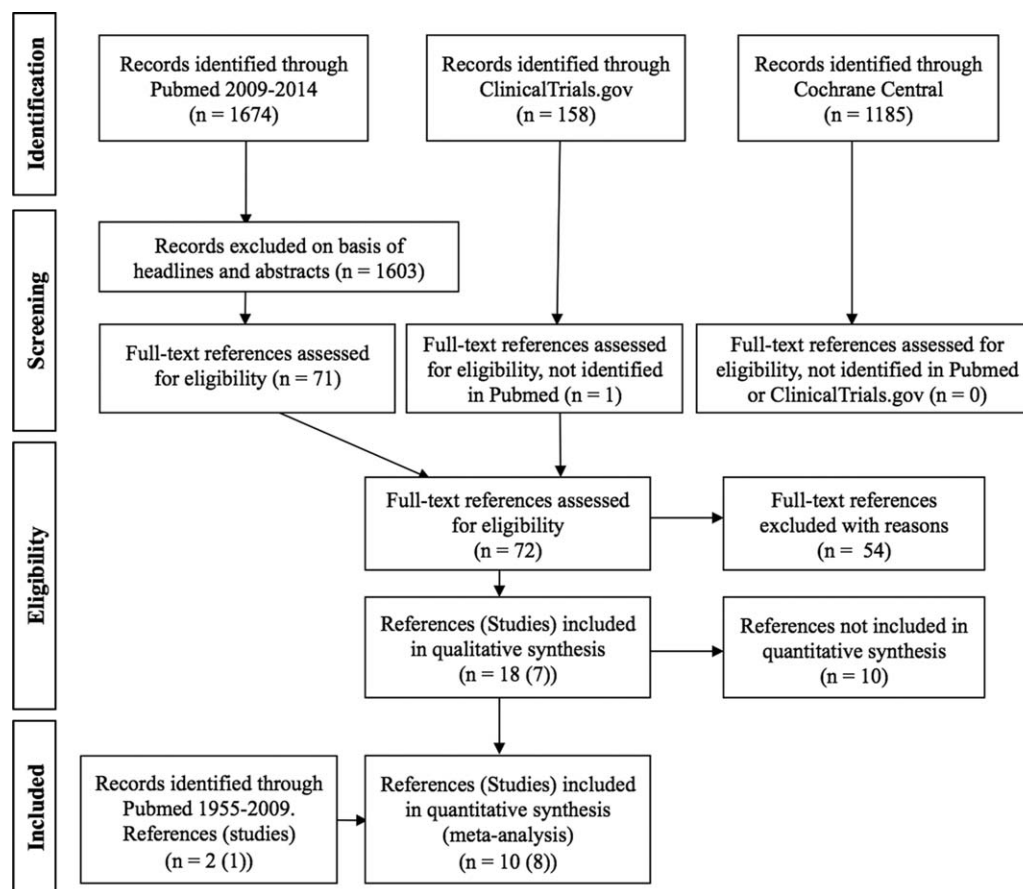 Identification
Records identified through
Pubmed 2009-2014
(n = 1674)
Records identified through
ClinicalTrials.gov
(n = 158)
Records identified through
Cochrane Central
(n = 1185)
Screening
Records excluded on basis of
headlines and abstracts (n = 1603)
Full-text references assessed
for eligibility (n = 71)
Full-text references assessed
for eligibility, not identified
in Pubmed (n = 1)
Full-text references assessed for
eligibility, not identified in Pubmed
or ClinicalTrials.gov (n = 0)
Eligibility
Full-text references assessed
for eligibility
(n = 72)
Full-text references
excluded with reasons
(n = 54)
References (Studies) included
in qualitative synthesis
(n = 18 (7))
References not included in
quantitative synthesis
(n = 10)
Included
Records identified through
Pubmed 1955-2009.
References (studies)
(n = 2 (1))
References (Studies) included
in quantitative synthesis
(meta-analysis)
(n = 10 (8))